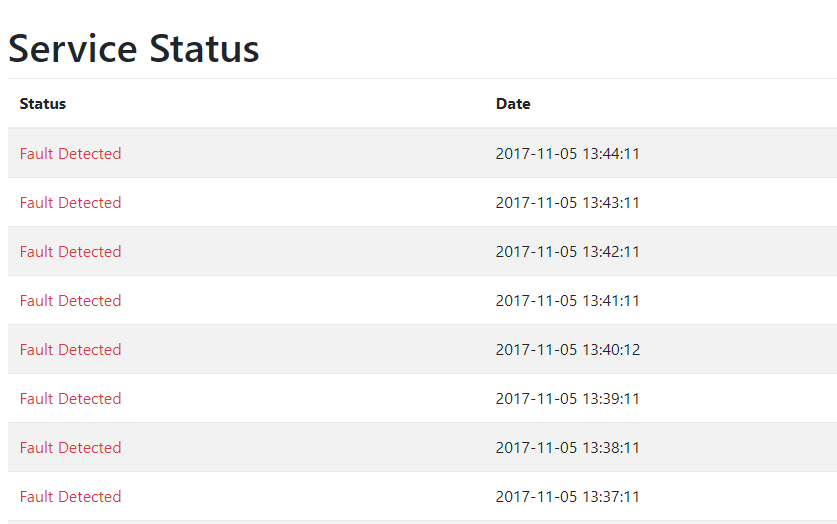 Service Status
Status Date
Fault Detected 2017-11-05 13:44:11
Fault Detected 2017-11-05 13:43:11
Fault Detected 2017-11-05 13:42:11
Fault Detected 2017-11-05 13:41:11
Fault Detected 2017-11-05 13:40:12
Fault Detected 2017-11-05 13:39:11
Fault Detected 2017-11-05 13:38:11
Fault Detected 2017-11-05 13:37:11